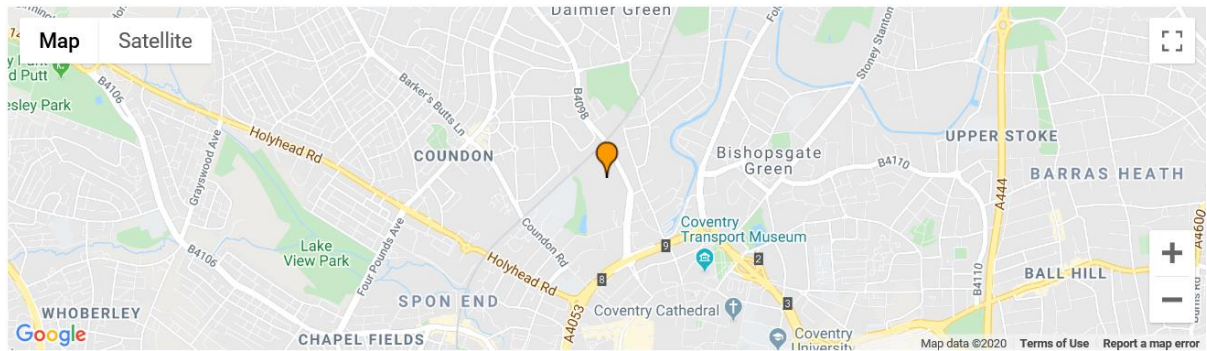 Daimler Green
Map
Satellite
esley Park
B4106
Holyhead Rd
Grayswood Ave
Barker's Butts Ln
COUNDON
B4098
Stoney Stanton
UPPER STOKE
Bishopsgate
Green
B4110
BARRAS HEATH
A444
A4600
Lake
View Park
B4106
Four Pounds Ave
Coundon Rd
Holyhead Rd
Coventry
Transport Museum
9
8
2
3
B4110
BALL HILL
WHOBERLEY
SPON END
A4053
Coventry Cathedral
CHAPEL FIELDS
Coventry
University
Google
Map data ©2020 Terms of Use Report a map error